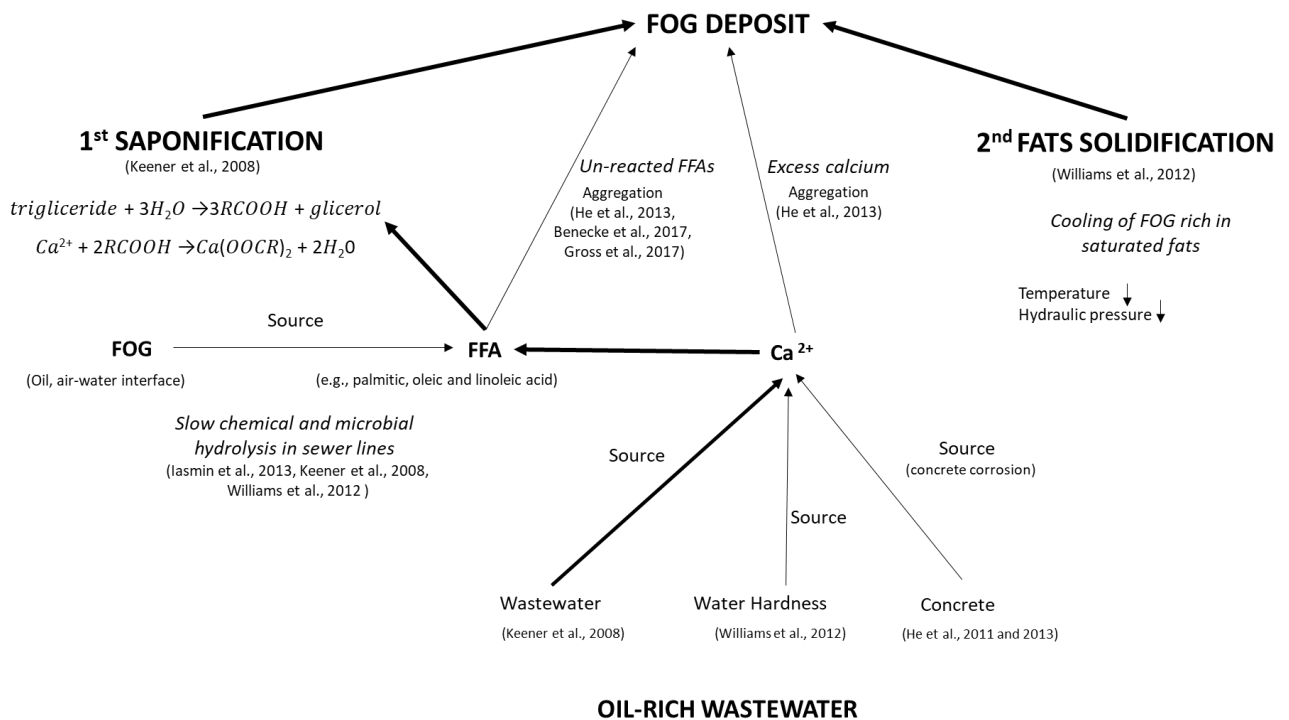 FOG DEPOSIT
1st SAPONIFICATION
(Keener et al., 2008)
trigliceride + 3H₂O →3RCOOH + glicerol
Ca²⁺ + 2RCOOH →Ca(OOCR)₂ + 2H₂0
Un-reacted FFAs
Aggregation
(He et al., 2013,
Benecke et al., 2017,
Gross et al., 2017)
Excess calcium
Aggregation
(He et al., 2013)
2nd FATS SOLIDIFICATION
(Williams et al., 2012)
Cooling of FOG rich in
saturated fats
Temperature ↓
Hydraulic pressure ↓
Source
FOG
(Oil, air-water interface)
FFA
(e.g., palmitic, oleic and linoleic acid)
Ca 2+
Slow chemical and microbial
hydrolysis in sewer lines
(Iasmin et al., 2013, Keener et al., 2008,
Williams et al., 2012 )
Source
Source
Source
(concrete corrosion)
Wastewater
(Keener et al., 2008)
Water Hardness
(Williams et al., 2012)
Concrete
(He et al., 2011 and 2013)
OIL-RICH WASTEWATER